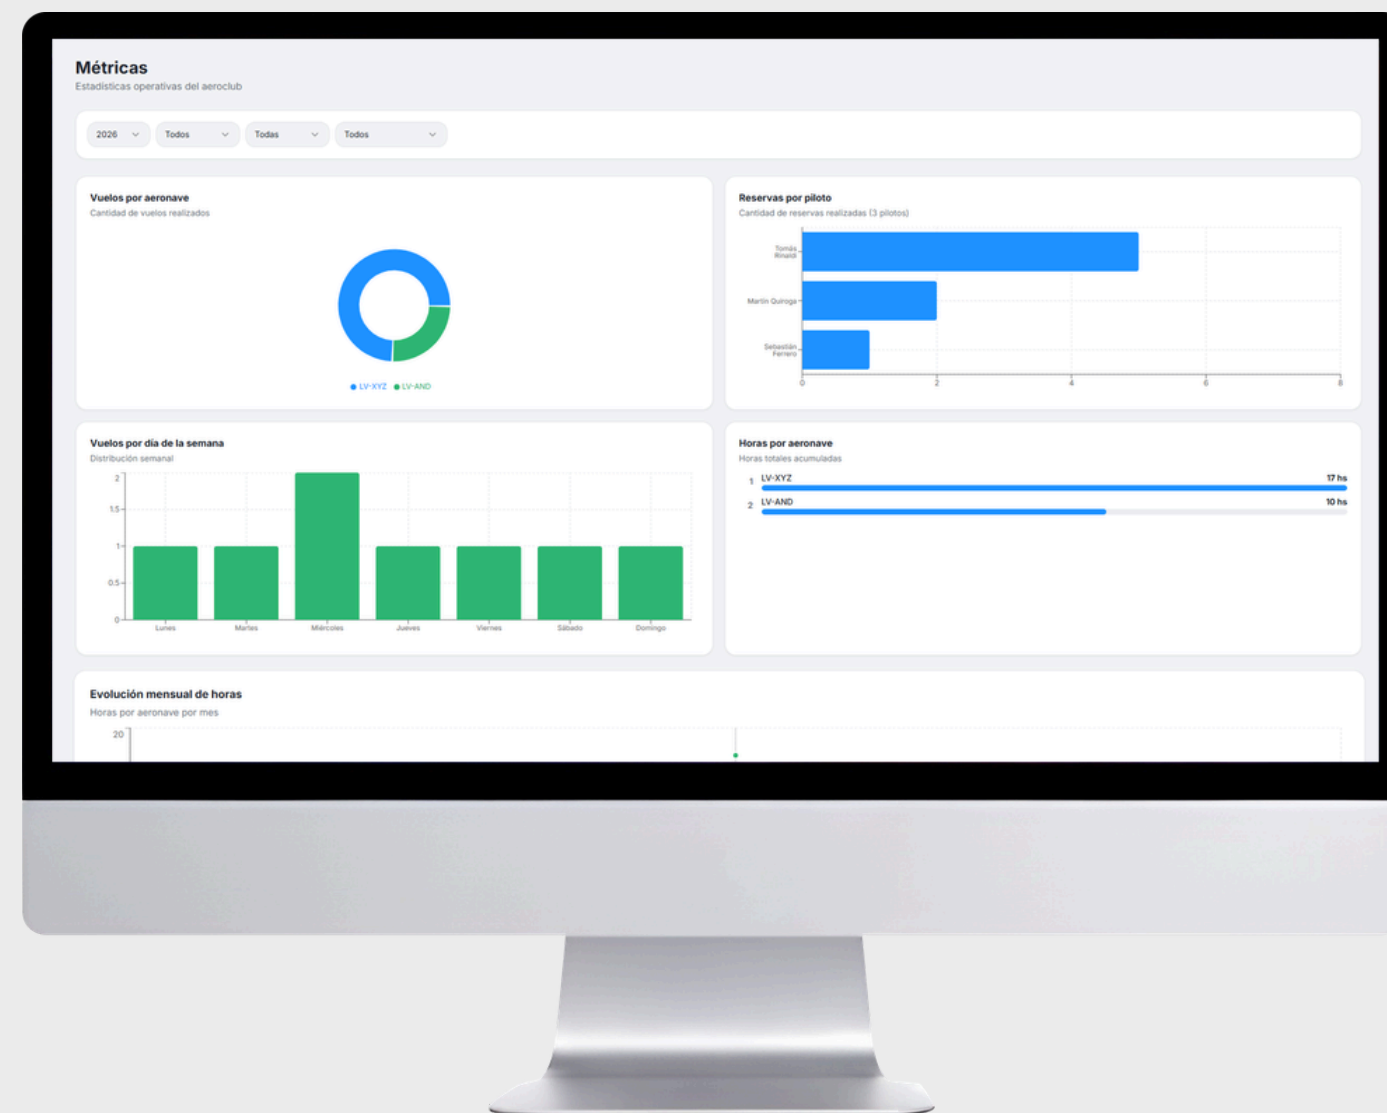 Métricas
Estadísticas operativas del aeroclub
2026 Todos Todas Todos
Vuelos por aeronave
Cantidad de vuelos realizados
LV-XYZ LV-AND
Reservas por piloto
Cantidad de reservas realizadas (3 pilotos)
Tomás
Rinaldi
Martín Quiroga
Sebastián
Ferrero
0 2 4 6 8
Vuelos por día de la semana
Distribución semanal
2
1.5
1
0.5
0
Lunes Martes Miércoles Jueves Viernes Sábado Domingo
Horas por aeronave
Horas totales acumuladas
1 LV-XYZ 17 hs
2 LV-AND 10 hs
Evolución mensual de horas
Horas por aeronave por mes
20